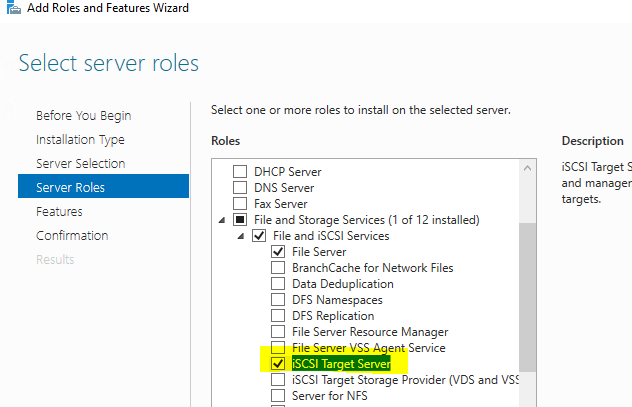 Add Roles and Features Wizard
Select server roles
Before You Begin
Installation Type
Server Selection
Server Roles
Features
Confirmation
Results
Select one or more roles to install on the selected server.
Roles
DHCP Server
DNS Server
Fax Server
File and Storage Services (1 of 12 installed)
File and iSCSI Services
File Server
BranchCache for Network Files
Data Deduplication
DFS Namespaces
DFS Replication
File Server Resource Manager
File Server VSS Agent Service
iSCSI Target Server
iSCSI Target Storage Provider (VDS and VSS
Server for NFS
Description
iSCSI Target S
and manager
targets.